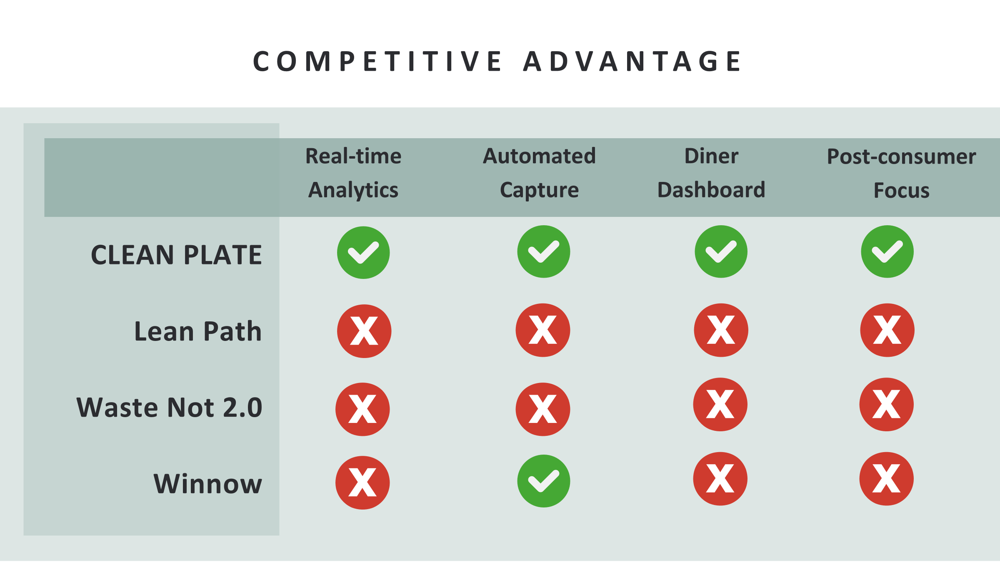 COMPETITIVE ADVANTAGE
Real-time Analytics
Automated Capture
Diner Dashboard
Post-consumer Focus
CLEAN PLATE
Lean Path
X X X X
Waste Not 2.0
X X X X
Winnow
X X X